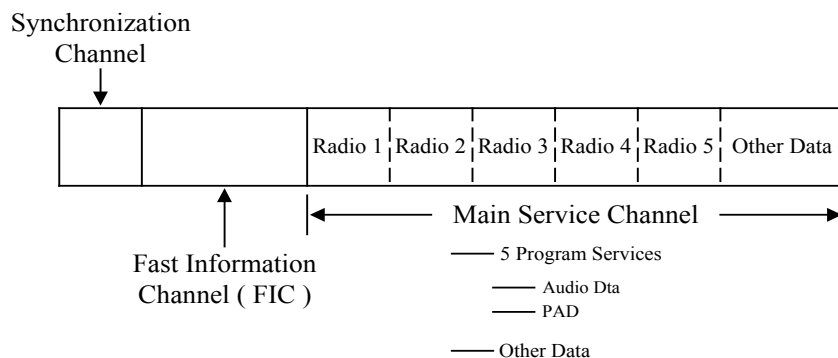 Synchronization
Channel
Radio 1 Radio 2 Radio 3 Radio 4 Radio 5 Other Data
Main Service Channel
Fast Information
Channel ( FIC )
5 Program Services
Audio Dta
PAD
Other Data